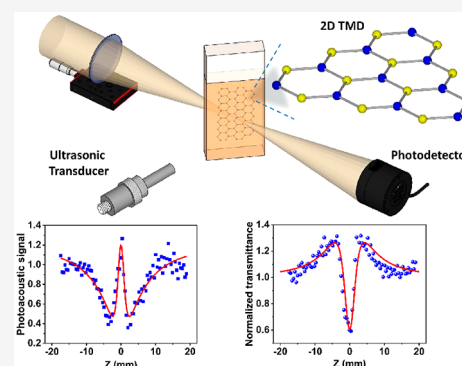 2D TMD
Ultrasonic
Transducer
Photodetector
Photoacoustic signal
1.4
1.2
1.0
0.8
0.6
0.4
0.2
-20
-10
0
10
20
Z (mm)
Normalized transmittance
1.4
1.2
1.0
0.8
0.6
-20
-10
0
10
20
Z (mm)